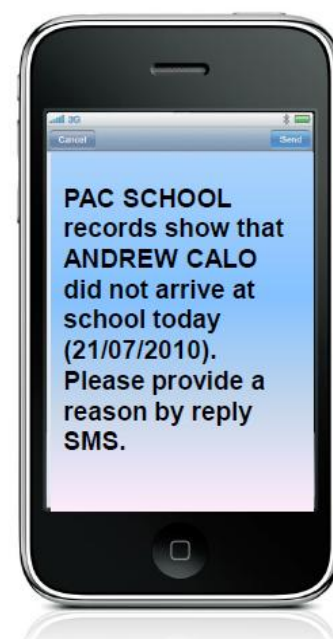 3G
Cancel
Send
PAC SCHOOL
records show that
ANDREW CALO
did not arrive at
school today
(21/07/2010).
Please provide a
reason by reply
SMS.